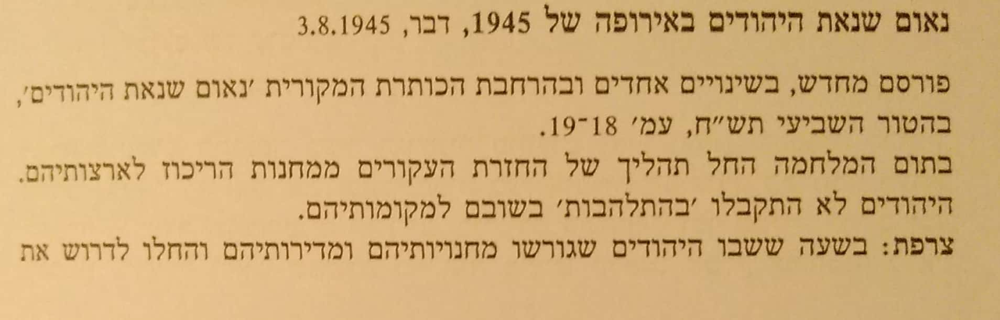 נאום שנאת היהודים באירופה של 1945, דבר, 3.8.1945
פורסם מחדש, בשינויים אחדים ובהרחבת הכותרת המקורית ׳נאום שנאת היהודים׳,
בהטור השביעי תש״ח, עמ׳ 18־19.
בתום המלחמה החל תהליך של החזרת העקורים ממחנות הריכוז לארצותיהם.
היהודים לא התקבלו ׳בהתלהבות׳ בשובם למקומותיהם.
צרפת: בשעה ששבו היהודים שגורשו מחנויותיהם ומדירותיהם והחלו לדרוש את